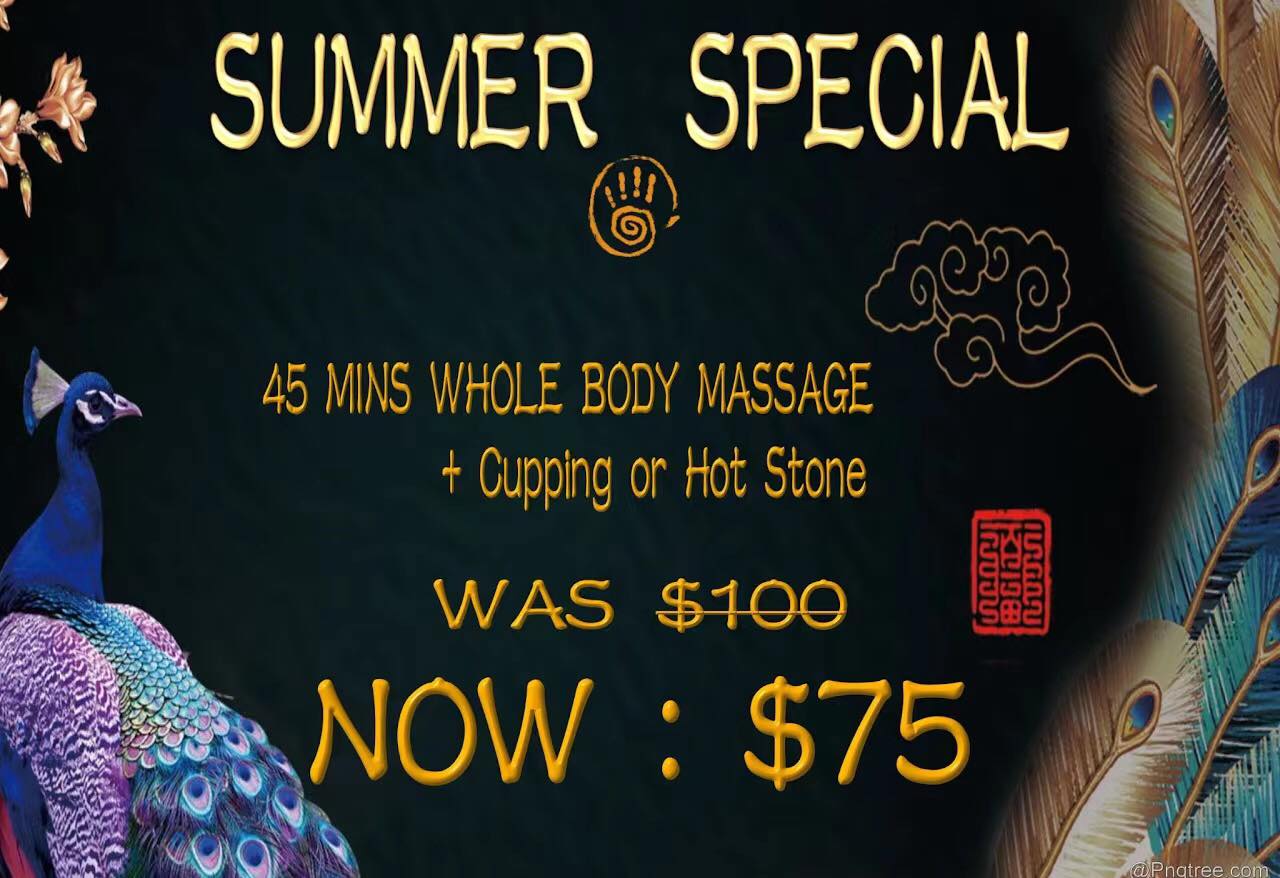 SUMMER SPECIAL
45 MINS WHOLE BODY MASSAGE
+ Cupping or Hot Stone
WAS $100
NOW : $75
@Pngtree.com